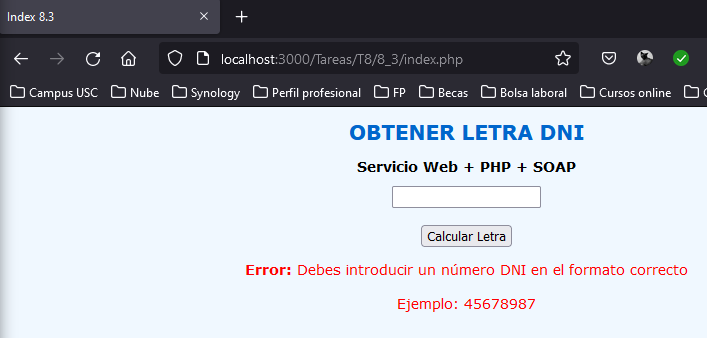 Index 8.3
localhost:3000/Tareas/T8/8_3/index.php
Campus USC Nube Synology Perfil profesional FP Becas Bolsa laboral Cursos online
OBTENER LETRA DNI
Servicio Web + PHP + SOAP
Calcular Letra
Error: Debes introducir un número DNI en el formato correcto
Ejemplo: 45678987